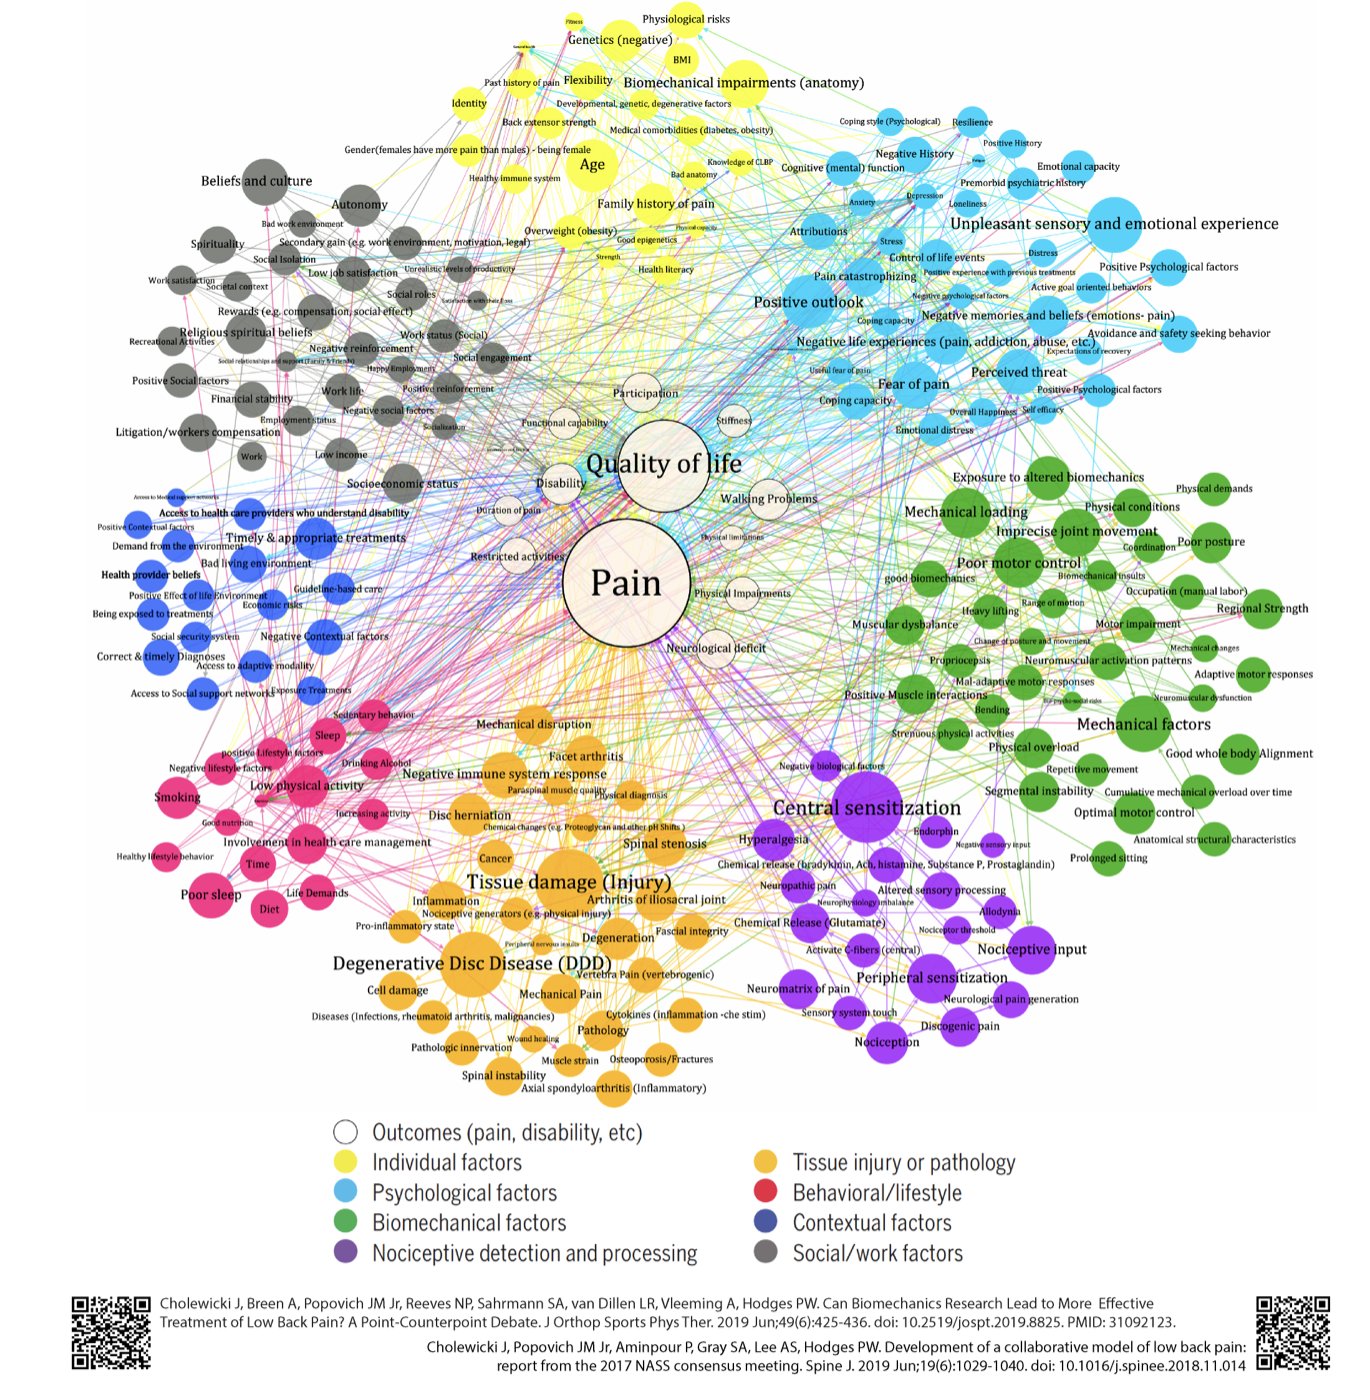 Fitness
Physiological risks
Genetics (negative)
General health
BMI
Past history of pain
Flexibility
Biomechanical impairments (anatomy)
Identity
Developmental, genetic, degenerative factors
Back extensor strength
Medical comorbidities (diabetes, obesity)
Gender(females have more pain than males) - being female
Age
Knowledge of CLBP
Bad anatomy
Healthy immune system
Family history of pain
Physical capacity
Overweight (obesity)
Good epigenetics
Strength
Health literacy
Coping style (Psychological)
Resilience
Positive History
Negative History
Fatigue
Cognitive (mental) function
Emotional capacity
Premorbid psychiatric history
Depression
Anxiety
Loneliness
Unpleasant sensory and emotional experience
Attributions
Stress
Control of life events
Distress
Pain catastrophizing
Positive experience with previous treatments
Positive Psychological factors
Active goal oriented behaviors
Negative psychological factors
Positive outlook
Coping capacity
Negative memories and beliefs (emotions- pain)
Avoidance and safety seeking behavior
Negative life experiences (pain, addiction, abuse, etc.)
Expectations of recovery
Useful fear of pain
Perceived threat
Fear of pain
Positive Psychological factors
Coping capacity
Overall Happiness
Self efficacy
Emotional distress
Beliefs and culture
Autonomy
Bad work environment
Spirituality
Secondary gain (e.g. work environment, motivation, legal)
Social Isolation
Unrealistic levels of productivity
Low job satisfaction
Work satisfaction
Societal context
Social roles
Satisfaction with their
Rewards (e.g. compensation, social effect)
Religious spiritual beliefs
Work status (Social)
Recreational Activities
Negative reinforcement
Social relationships and support (Family & Friends)
Social engagement
Happy Employment
Positive Social factors
Work life
Positive reinforcement
Financial stability
Negative social factors
Employment status
Socialization
Litigation/workers compensation
Work
Low income
Socioeconomic status
Participation
Functional capability
Stiffness
Quality of life
Disability
Walking Problems
Duration of pain
Physical limitations
Restricted activities
Pain
Physical Impairments
Neurological deficit
Access to Medical support networks
Access to health care providers who understand disability
Positive Contextual factors
Timely & appropriate treatments
Demand from the environment
Bad living environment
Health provider beliefs
Guideline-based care
Positive Effect of life Environment
Economic risks
Being exposed to treatments
Social security system
Negative Contextual factors
Correct & timely Diagnoses
Access to adaptive modality
Access to Social support networks
Exposure Treatments
Exposure to altered biomechanics
Physical demands
Mechanical loading
Physical conditions
Imprecise joint movement
Poor posture
Coordination
Poor motor control
good biomechanics
Biomechanical insults
Occupation (manual labor)
Range of motion
Heavy lifting
Regional Strength
Muscular dysbalance
Motor impairment
Change of posture and movement
Mechanical changes
Propriocepsis
Neuromuscular activation patterns
Adaptive motor responses
Mal-adaptive motor responses
Positive Muscle interactions
Bio-psycho-social risks
Neuromuscular dysfunction
Bending
Mechanical factors
Strenuous physical activities
Physical overload
Good whole body Alignment
Repetitive movement
Segmental instability
Cumulative mechanical overload over time
Optimal motor control
Anatomical structural characteristics
Prolonged sitting
Sedentary behavior
Sleep
positive Lifestyle factors
Drinking Alcohol
Negative lifestyle factors
Low physical activity
Smoking
Increasing activity
Good nutrition
Involvement in health care management
Healthy lifestyle behavior
Time
Poor sleep
Life Demands
Diet
Mechanical disruption
Facet arthritis
Negative immune system response
Paraspinal muscle quality
Physical diagnosis
Disc herniation
Chemical changes (e.g. Proteoglycan and other pH Shifts )
Spinal stenosis
Cancer
Tissue damage (Injury)
Inflammation
Arthritis of iliosacral joint
Nociceptive generators (e.g. physical injury)
Pro-inflammatory state
Fascial integrity
Degeneration
Peripheral nervous insults
Degenerative Disc Disease (DDD)
Vertebra Pain (vertebrogenic)
Cell damage
Mechanical Pain
Diseases (Infections, rheumatoid arthritis, malignancies)
Cytokines (inflammation -che stim)
Pathology
Wound healing
Pathologic innervation
Muscle strain
Osteoporosis/Fractures
Spinal instability
Axial spondyloarthritis (Inflammatory)
Negative biological factors
Central sensitization
Endorphin
Hyperalgesia
Negative sensory input
Chemical release (bradykinin, Ach, histamine, Substance P, Prostaglandin)
Neuropathic pain
Altered sensory processing
Neurophysiology imbalance
Allodynia
Chemical Release (Glutamate)
Nociceptor threshold
Activate C-fibers (central)
Nociceptive input
Peripheral sensitization
Neuromatrix of pain
Neurological pain generation
Sensory system touch
Discogenic pain
Nociception
Outcomes (pain, disability, etc)
Individual factors
Tissue injury or pathology
Psychological factors
Behavioral/lifestyle
Biomechanical factors
Contextual factors
Nociceptive detection and processing
Social/work factors
Cholewicki J, Breen A, Popovich JM Jr, Reeves NP, Sahrmann SA, van Dillen LR, Vleeming A, Hodges PW. Can Biomechanics Research Lead to More Effective
Treatment of Low Back Pain? A Point-Counterpoint Debate. J Orthop Sports Phys Ther. 2019 Jun;49(6):425-436. doi: 10.2519/jospt.2019.8825. PMID: 31092123.
Cholewicki J, Popovich JM Jr, Aminpour P, Gray SA, Lee AS, Hodges PW. Development of a collaborative model of low back pain:
report from the 2017 NASS consensus meeting. Spine J. 2019 Jun;19(6):1029-1040. doi: 10.1016/j.spinee.2018.11.014